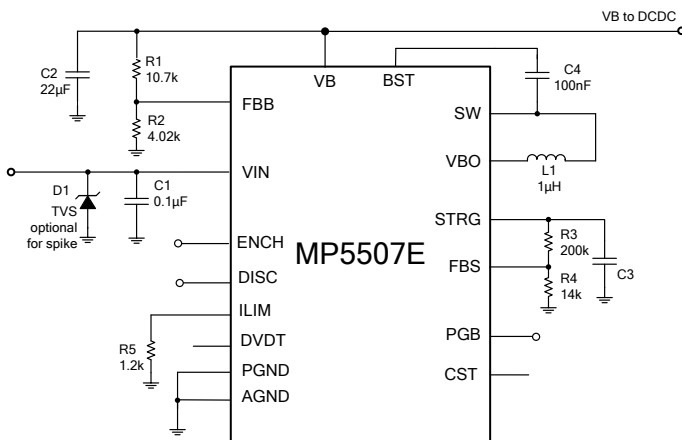 VB to DCDC
C2
22µF
R1
10.7k
R2
4.02k
FBB
VB
BST
C4
100nF
SW
VBO
L1
1µH
VIN
D1
TVS
optional
for spike
C1
0.1µF
STRG
R3
200k
C3
FBS
R4
14k
ENCH
MP5507E
DISC
ILIM
R5
1.2k
DVDT
PGB
PGND
CST
AGND